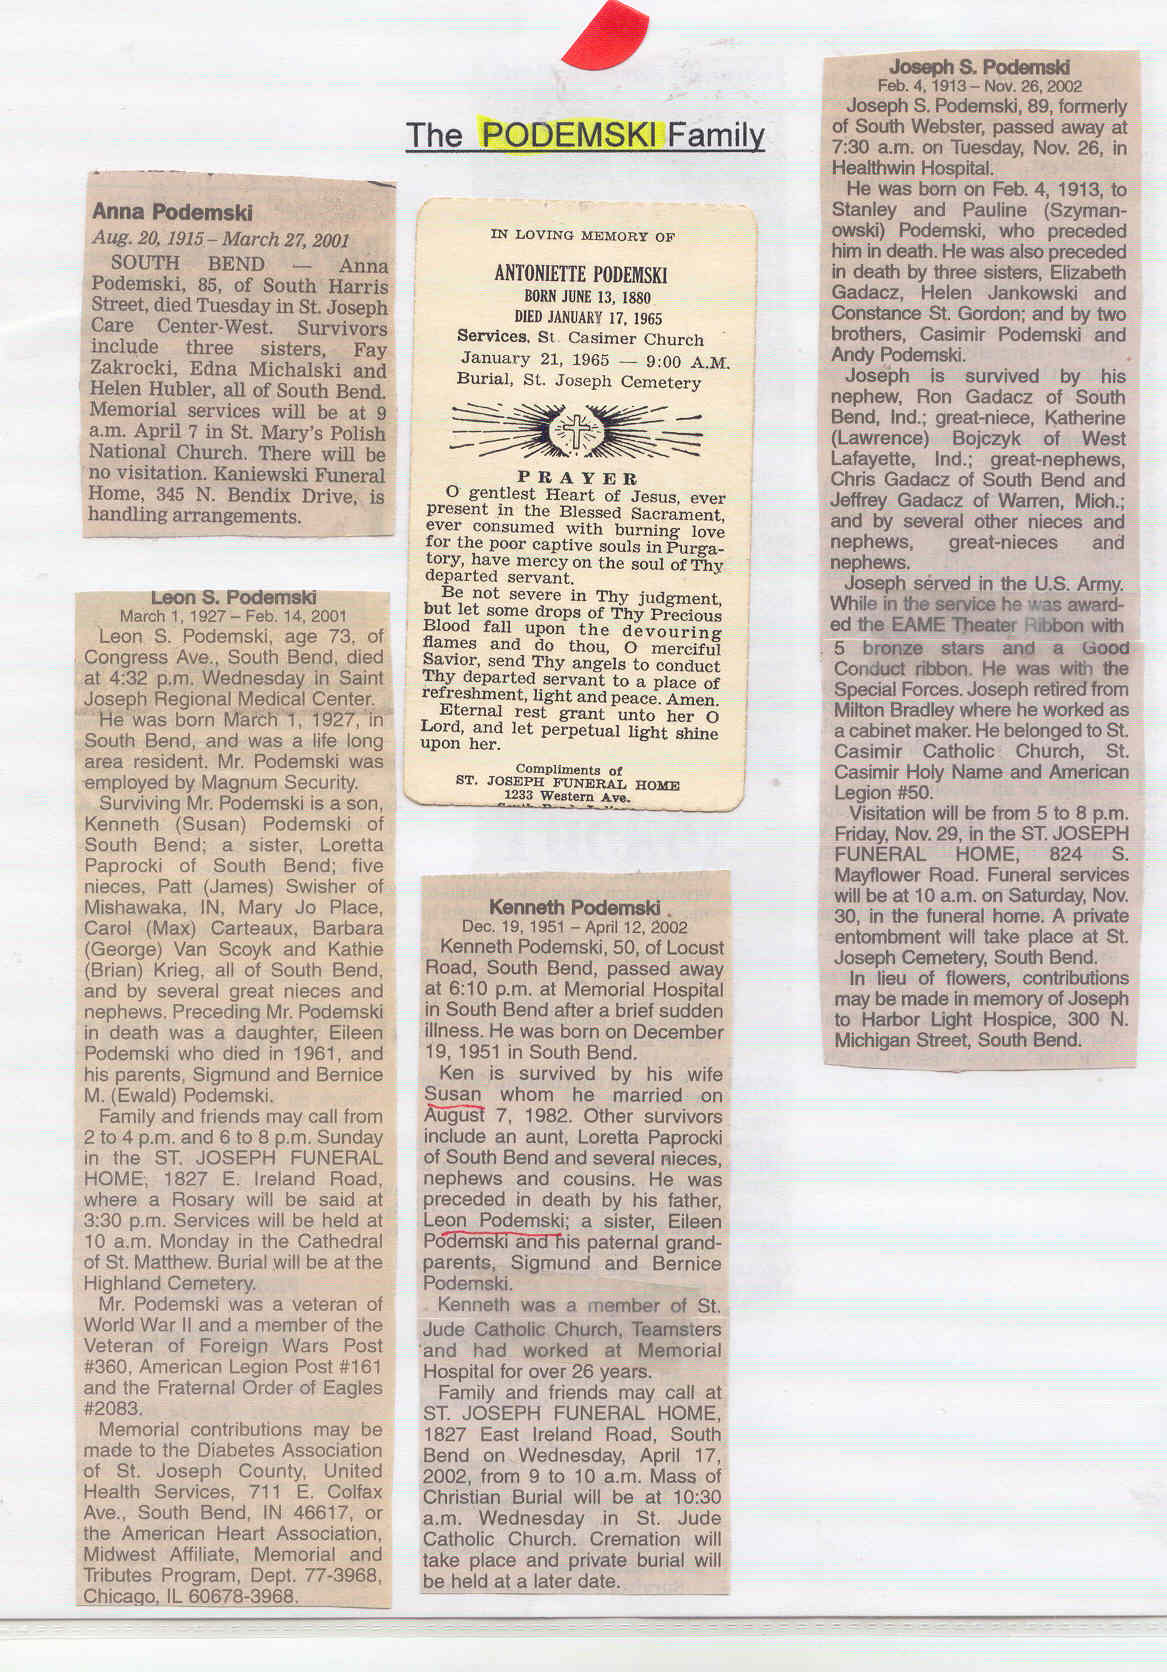 The PODEMSKI Family
Anna Podemski
Aug. 20, 1915 – March 27, 2001
SOUTH BEND — Anna
Podemski, 85, of South Harris
Street, died Tuesday in St. Joseph
Care Center-West. Survivors
include three sisters, Fay
Zakrocki, Edna Michalski and
Helen Hubler, all of South Bend.
Memorial services will be at 9
a.m. April 7 in St. Mary's Polish
National Church. There will be
no visitation. Kaniewski Funeral
Home, 345 N. Bendix Drive, is
handling arrangements.
Leon S. Podemski
March 1, 1927 – Feb. 14, 2001
Leon S. Podemski, age 73, of
Congress Ave., South Bend, died
at 4:32 p.m. Wednesday in Saint
Joseph Regional Medical Center.
He was born March 1, 1927, in
South Bend, and was a life long
area resident. Mr. Podemski was
employed by Magnum Security.
Surviving Mr. Podemski is a son,
Kenneth (Susan) Podemski of
South Bend; a sister, Loretta
Paprocki of South Bend; five
nieces, Patt (James) Swisher of
Mishawaka, IN, Mary Jo Place,
Carol (Max) Carteaux, Barbara
(George) Van Scoyk and Kathie
(Brian) Krieg, all of South Bend,
and by several great nieces and
nephews. Preceding Mr. Podemski
in death was a daughter, Eileen
Podemski who died in 1961, and
his parents, Sigmund and Bernice
M. (Ewald) Podemski.
Family and friends may call from
2 to 4 p.m. and 6 to 8 p.m. Sunday
in the ST. JOSEPH FUNERAL
HOME, 1827 E. Ireland Road,
where a Rosary will be said at
3:30 p.m. Services will be held at
10 a.m. Monday in the Cathedral
of St. Matthew. Burial will be at the
Highland Cemetery.
Mr. Podemski was a veteran of
World War II and a member of the
Veteran of Foreign Wars Post
#360, American Legion Post #161
and the Fraternal Order of Eagles
#2083.
Memorial contributions may be
made to the Diabetes Association
of St. Joseph County, United
Health Services, 711 E. Colfax
Ave., South Bend, IN 46617, or
the American Heart Association,
Midwest Affiliate, Memorial and
Tributes Program, Dept. 77-3968,
Chicago, IL 60678-3968.
IN LOVING MEMORY OF
ANTONIETTE PODEMSKI
BORN JUNE 13, 1880
DIED JANUARY 17, 1965
Services, St. Casimer Church
January 21, 1965 — 9:00 A.M.
Burial, St. Joseph Cemetery
PRAYER
O gentlest Heart of Jesus, ever
present in the Blessed Sacrament,
ever consumed with burning love
for the poor captive souls in Purga-
tory, have mercy on the soul of Thy
departed servant.
Be not severe in Thy judgment,
but let some drops of Thy Precious
Blood fall upon the devouring
flames and do thou, O merciful
Savior, send Thy angels to conduct
Thy departed servant to a place of
refreshment, light and peace. Amen.
Eternal rest grant unto her O
Lord, and let perpetual light shine
upon her.
Compliments of
ST. JOSEPH FUNERAL HOME
1233 Western Ave.
Kenneth Podemski
Dec. 19, 1951 – April 12, 2002
Kenneth Podemski, 50, of Locust
Road, South Bend, passed away
at 6:10 p.m. at Memorial Hospital
in South Bend after a brief sudden
illness. He was born on December
19, 1951 in South Bend.
Ken is survived by his wife
Susan whom he married on
August 7, 1982. Other survivors
include an aunt, Loretta Paprocki
of South Bend and several nieces,
nephews and cousins. He was
preceded in death by his father,
Leon Podemski; a sister, Eileen
Podemski and his paternal grand-
parents, Sigmund and Bernice
Podemski.
Kenneth was a member of St.
Jude Catholic Church, Teamsters
and had worked at Memorial
Hospital for over 26 years.
Family and friends may call at
ST. JOSEPH FUNERAL HOME,
1827 East Ireland Road, South
Bend on Wednesday, April 17,
2002, from 9 to 10 a.m. Mass of
Christian Burial will be at 10:30
a.m. Wednesday in St. Jude
Catholic Church. Cremation will
take place and private burial will
be held at a later date.
Joseph S. Podemski
Feb. 4, 1913 – Nov. 26, 2002
Joseph S. Podemski, 89, formerly
of South Webster, passed away at
7:30 a.m. on Tuesday, Nov. 26, in
Healthwin Hospital.
He was born on Feb. 4, 1913, to
Stanley and Pauline (Szyman-
owski) Podemski, who preceded
him in death. He was also preceded
in death by three sisters, Elizabeth
Gadacz, Helen Jankowski and
Constance St. Gordon; and by two
brothers, Casimir Podemski and
Andy Podemski.
Joseph is survived by his
nephew, Ron Gadacz of South
Bend, Ind.; great-niece, Katherine
(Lawrence) Bojczyk of West
Lafayette, Ind.; great-nephews,
Chris Gadacz of South Bend and
Jeffrey Gadacz of Warren, Mich.;
and by several other nieces and
nephews, great-nieces and
nephews.
Joseph served in the U.S. Army.
While in the service he was award-
ed the EAME Theater Ribbon with
5 bronze stars and a Good
Conduct ribbon. He was with the
Special Forces. Joseph retired from
Milton Bradley where he worked as
a cabinet maker. He belonged to St.
Casimir Catholic Church, St.
Casimir Holy Name and American
Legion #50.
Visitation will be from 5 to 8 p.m.
Friday, Nov. 29, in the ST. JOSEPH
FUNERAL HOME, 824 S.
Mayflower Road. Funeral services
will be at 10 a.m. on Saturday, Nov.
30, in the funeral home. A private
entombment will take place at St.
Joseph Cemetery, South Bend.
In lieu of flowers, contributions
may be made in memory of Joseph
to Harbor Light Hospice, 300 N.
Michigan Street, South Bend.